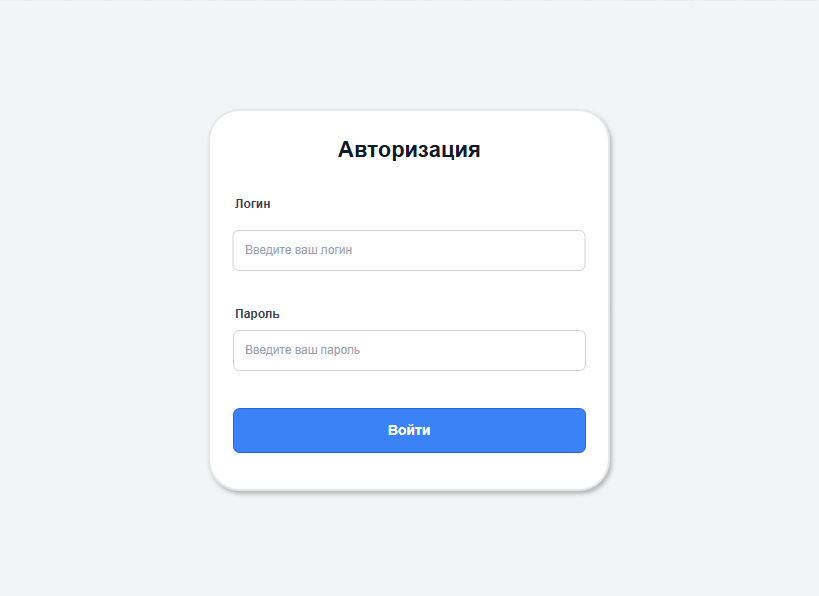 Авторизация
Логин
Введите ваш логин
Пароль
Введите ваш пароль
Войти